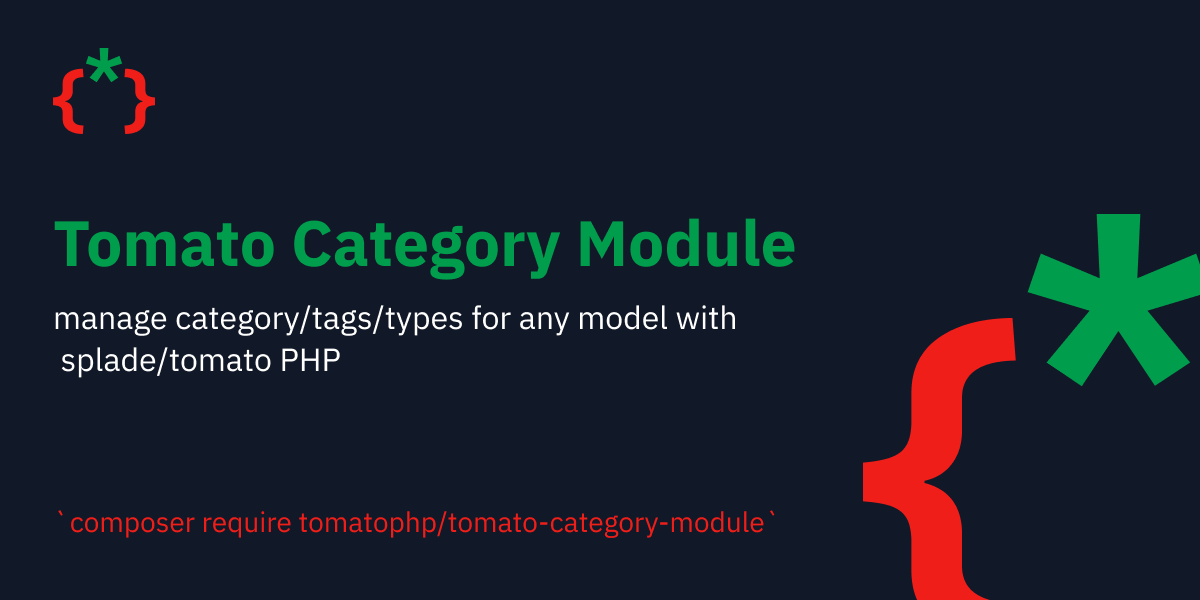 {*}
Tomato Category Module
manage category/tags/types for any model with
splade/tomato PHP
`composer require tomatophp/tomato-category-module`
{*